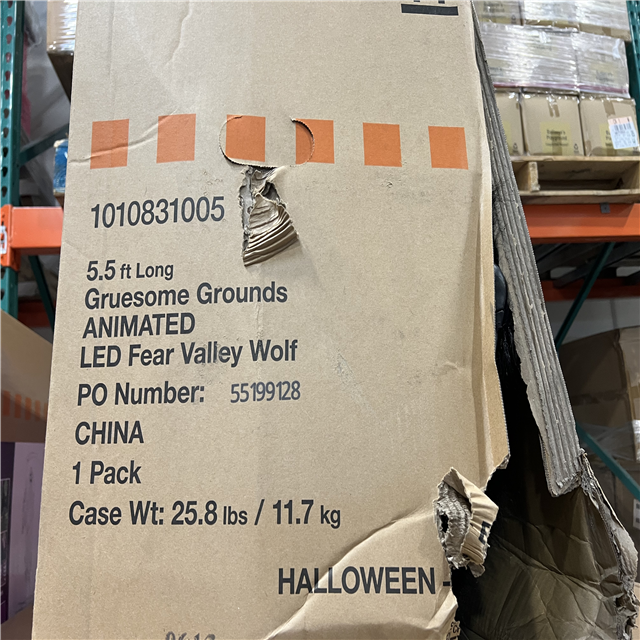 1010831005
5.5 ft Long
Gruesome Grounds
ANIMATED
LED Fear Valley Wolf
PO Number: 55199128
CHINA
1 Pack
Case Wt: 25.8 lbs / 11.7 kg
HALLOWEEN -